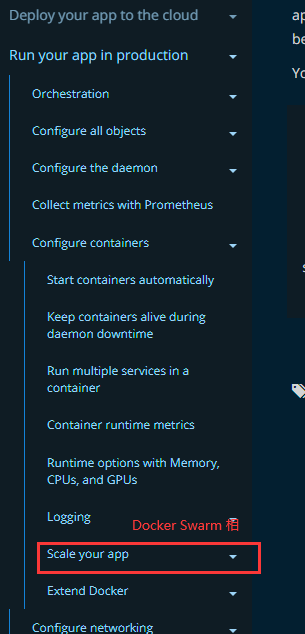 Deploy your app to the cloud
ap
Run your app in production
be
Orchestration
Yo
Configure all objects
Configure the daemon
Collect metrics with Prometheus
Configure containers
Start containers automatically
Keep containers alive during
daemon downtime
Run multiple services in a
container
Container runtime metrics
Runtime options with Memory,
CPUs, and GPUs
Logging
Docker Swarm 相
Scale your app
Extend Docker
Configure networking